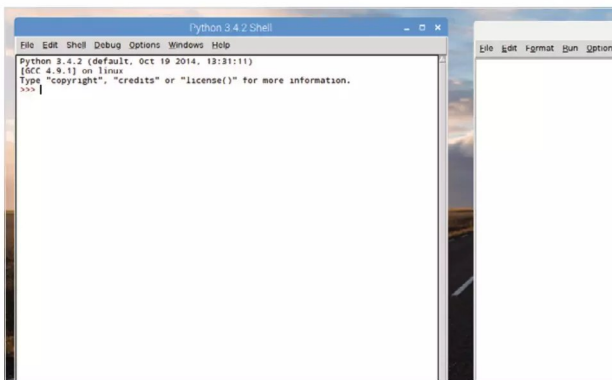 Python 3.4.2 Shell
File Edit Shell Debug Options Windows Help
Python 3.4.2 (default, Oct 19 2014, 13:31:11)
[GCC 4.9.1] on linux
Type "copyright", "credits" or "license()" for more information.
>>>
File Edit Format Run Option